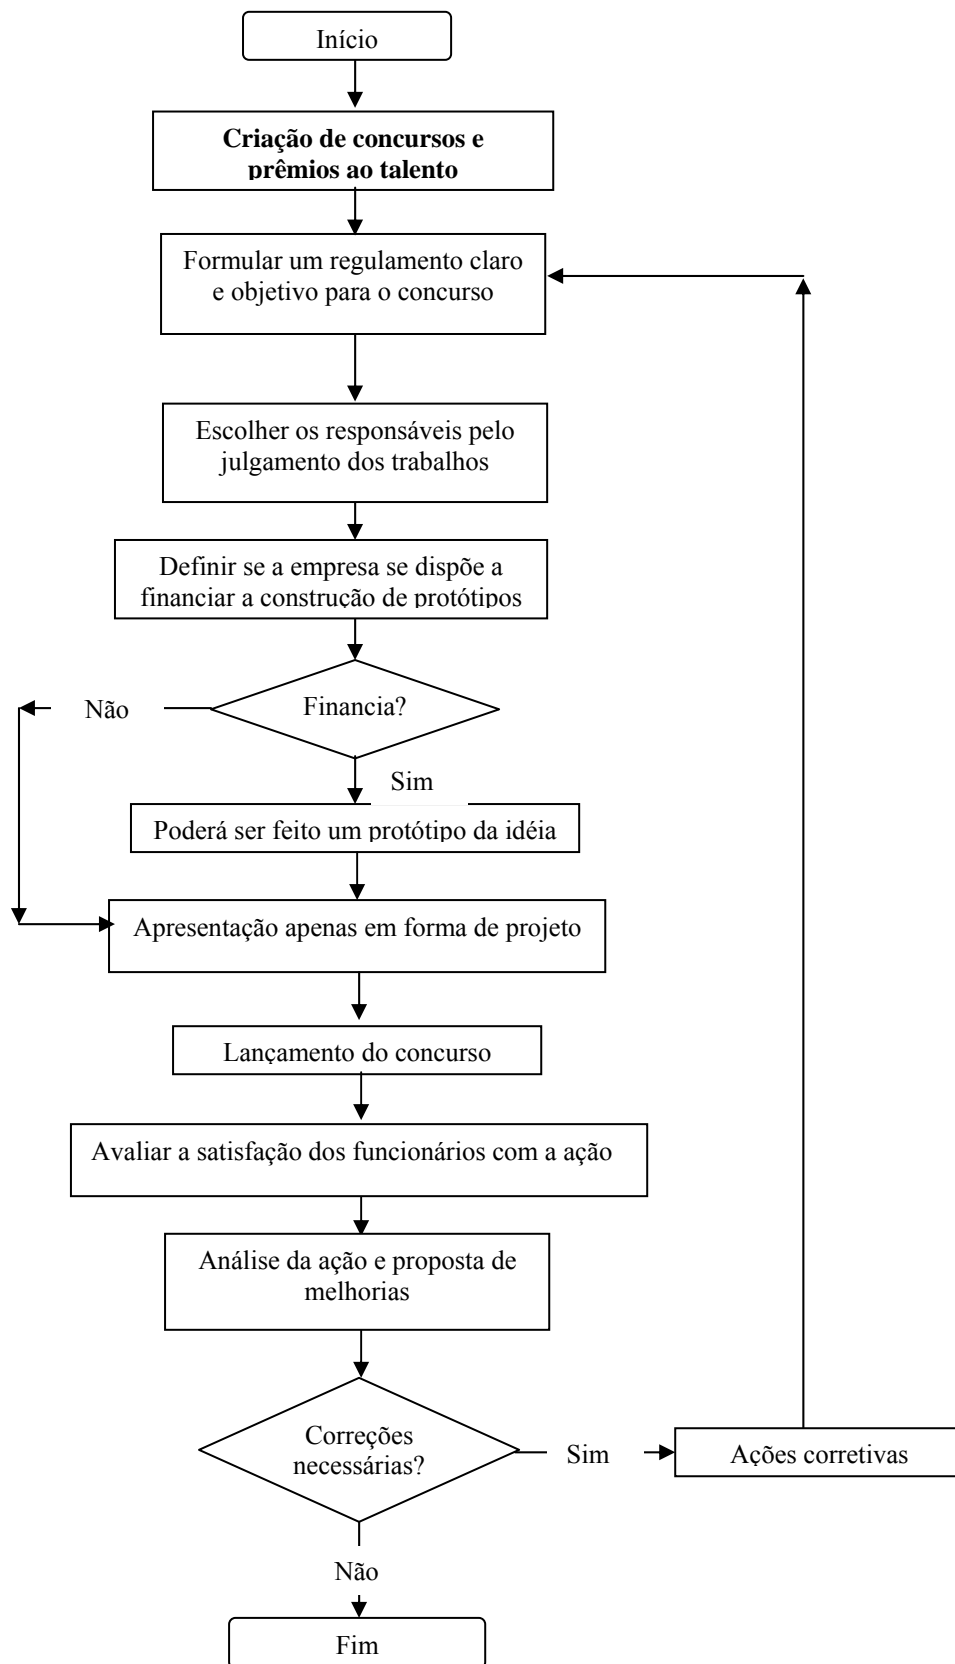 Início
Criação de concursos e
prêmios ao talento
Formular um regulamento claro
e objetivo para o concurso
Escolher os responsáveis pelo
julgamento dos trabalhos
Definir se a empresa se dispõe a
financiar a construção de protótipos
Não
Financia?
Sim
Poderá ser feito um protótipo da idéia
Apresentação apenas em forma de projeto
Lançamento do concurso
Avaliar a satisfação dos funcionários com a ação
Análise da ação e proposta de
melhorias
Correções
necessárias?
Sim
Ações corretivas
Não
Fim